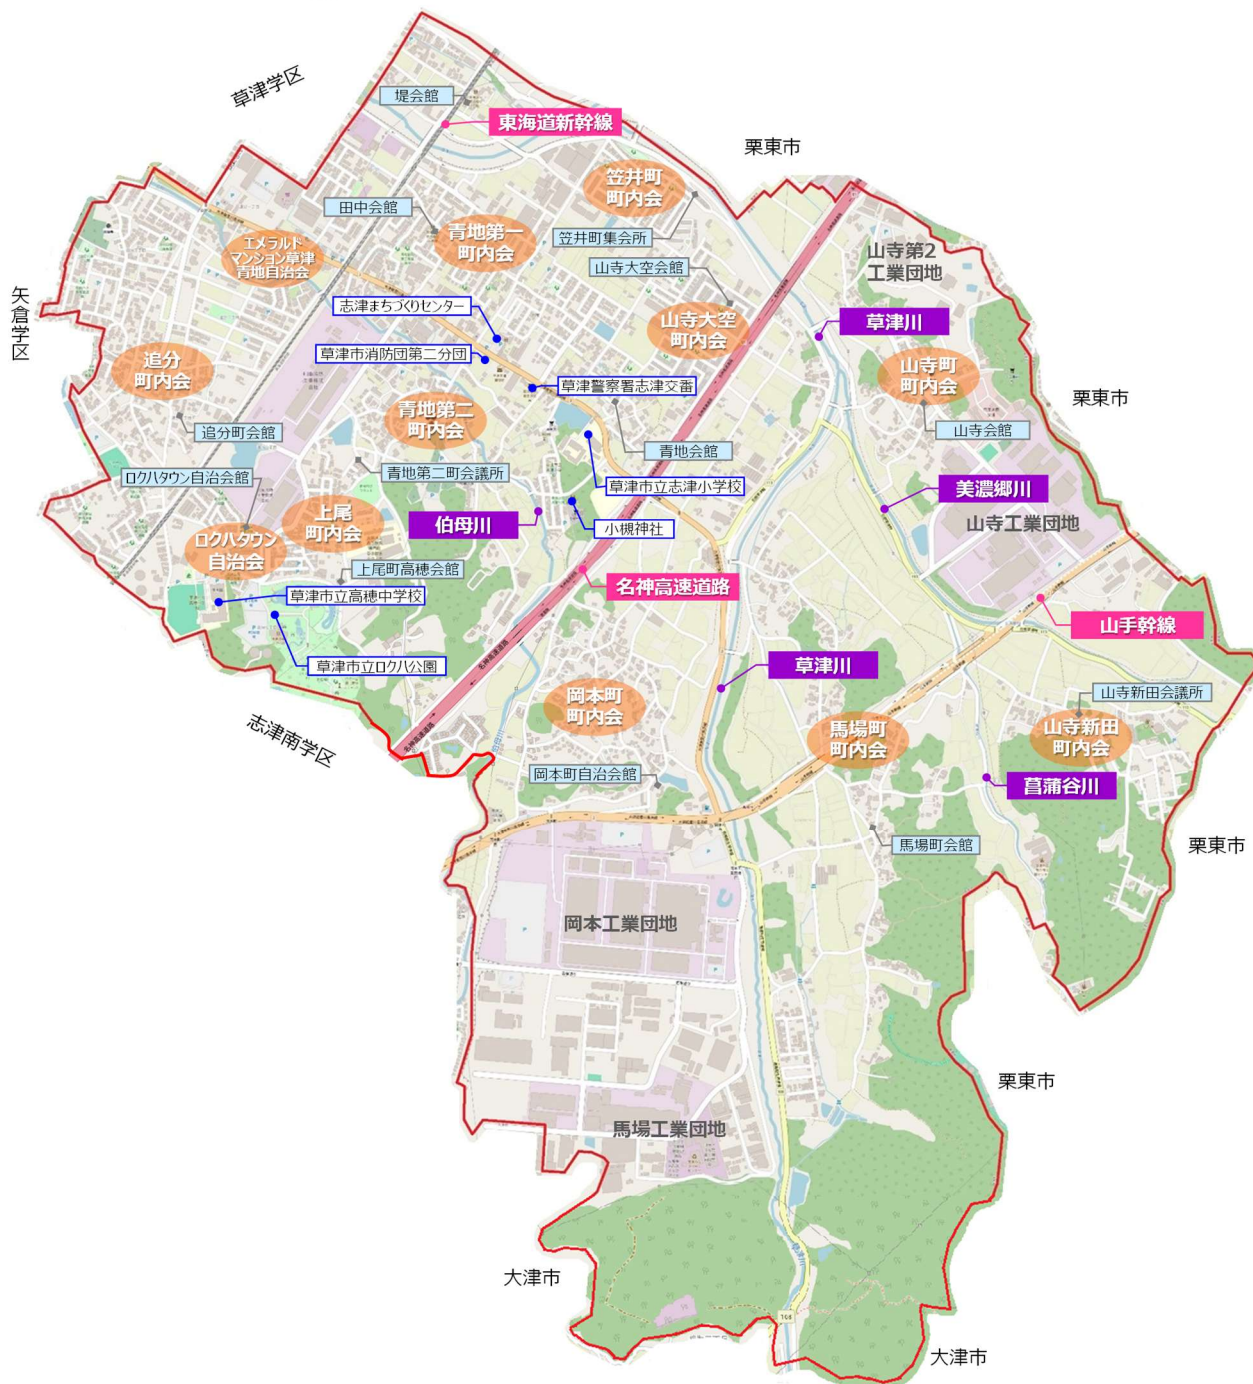 草津学区
堤会館
東海道新幹線
栗東市
笠井町
町内会
田中会館
青地第一
町内会
笠井町集会所
山寺第2
工業団地
エメラルド
マンション草津
青地自治会
山寺大空会館
矢倉学区
志津まちづくりセンター
山寺大空
町内会
草津川
追分
町内会
草津市消防団第二分団
草津警察署志津交番
山寺町
町内会
栗東市
青地第二
町内会
追分町会館
青地会館
山寺会館
ロクハタウン自治会館
青地第二町会議所
草津市立志津小学校
美濃郷川
上尾
町内会
伯母川
小槻神社
山寺工業団地
ロクハタウン
自治会
上尾町高穂会館
名神高速道路
草津市立高穂中学校
山手幹線
草津市立ロクハ公園
名神高速道路
名神高速道路
草津川
岡本町
町内会
山寺新田会議所
志津南学区
馬場町
町内会
山寺新田
町内会
岡本町自治会館
菖蒲谷川
馬場町会館
栗東市
岡本工業団地
栗東市
馬場工業団地
大津市
108
大津市